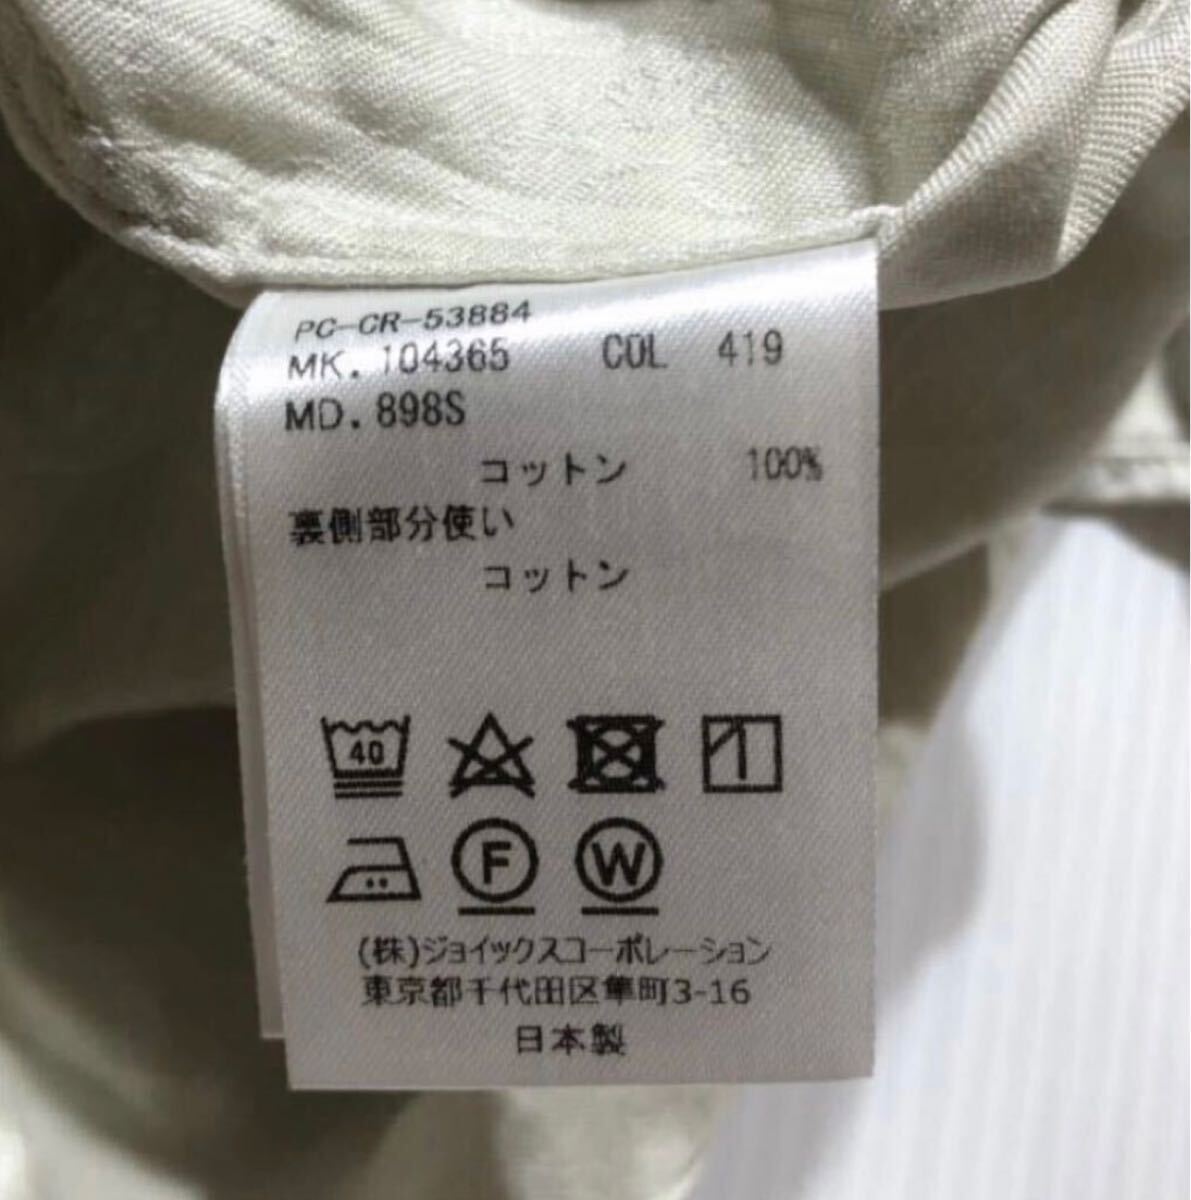 PC-CR-53884
MK. 104365 COL 419
MD. 898S
コットン 100%
裏側部分使い
コットン
40
F W
(株)ジョイックスコーポレーション
東京都千代田区隼町3-16
日本製